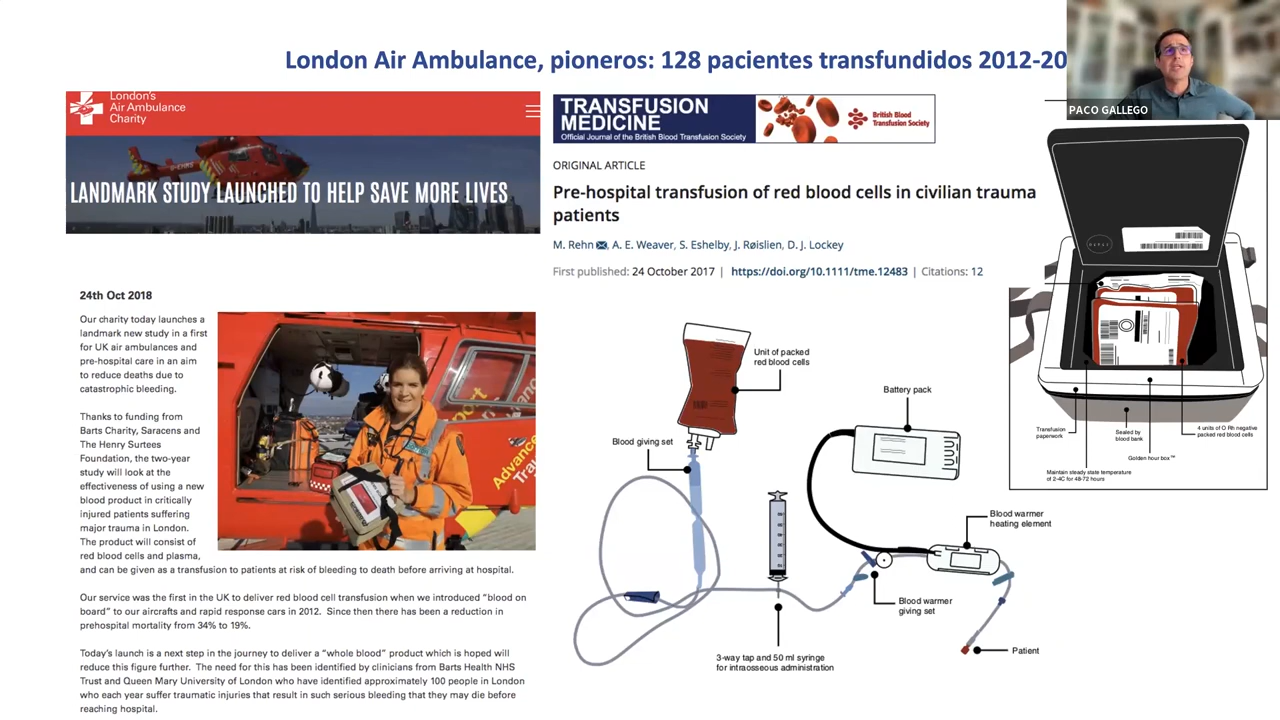 London Air Ambulance, pioneros: 128 pacientes transfundidos 2012-20
PACO GALLEGO
London's
Air Ambulance
Charity
LANDMARK STUDY LAUNCHED TO HELP SAVE MORE LIVES
24th Oct 2018
Our charity today launches a
landmark new study in a first
for UK air ambulances and
pre-hospital care in an aim
to reduce deaths due to
catastrophic bleeding.
Thanks to funding from
Barts Charity, Saracens and
The Henry Surtees
Foundation, the two-year
study will look at the
effectiveness of using a new
blood product in critically
injured patients suffering
major trauma in London.
The product will consist of
red blood cells and plasma,
and can be given as a transfusion to patients at risk of bleeding to death before arriving at hospital.
Our service was the first in the UK to deliver red blood cell transfusion when we introduced “blood on
board” to our aircrafts and rapid response cars in 2012. Since then there has been a reduction in
prehospital mortality from 34% to 19%.
Today’s launch is a next step in the journey to deliver a “whole blood” product which is hoped will
reduce this figure further. The need for this has been identified by clinicians from Barts Health NHS
Trust and Queen Mary University of London who have identified approximately 100 people in London
who each year suffer traumatic injuries that result in such serious bleeding that they may die before
reaching hospital.
TRANSFUSION
MEDICINE
Official Journal of the British Blood Transfusion Society
British Blood
Transfusion Society
ORIGINAL ARTICLE
Pre-hospital transfusion of red blood cells in civilian trauma
patients
M. Rehn, A. E. Weaver, S. Eshelby, J. Røislien, D. J. Lockey
First published: 24 October 2017 | https://doi.org/10.1111/tme.12483 | Citations: 12
Unit of packed
red blood cells
Blood giving set
Battery pack
Blood warmer
heating element
Blood warmer
giving set
3-way tap and 50 ml syringe
for intraosseous administration
Patient
Transfusion
paperwork
Sealed by
blood bank
4 units of O Rh negative
packed red blood cells
Golden hour box™
Maintain steady state temperature
of 2-4C for 48-72 hours
Advance
Trau